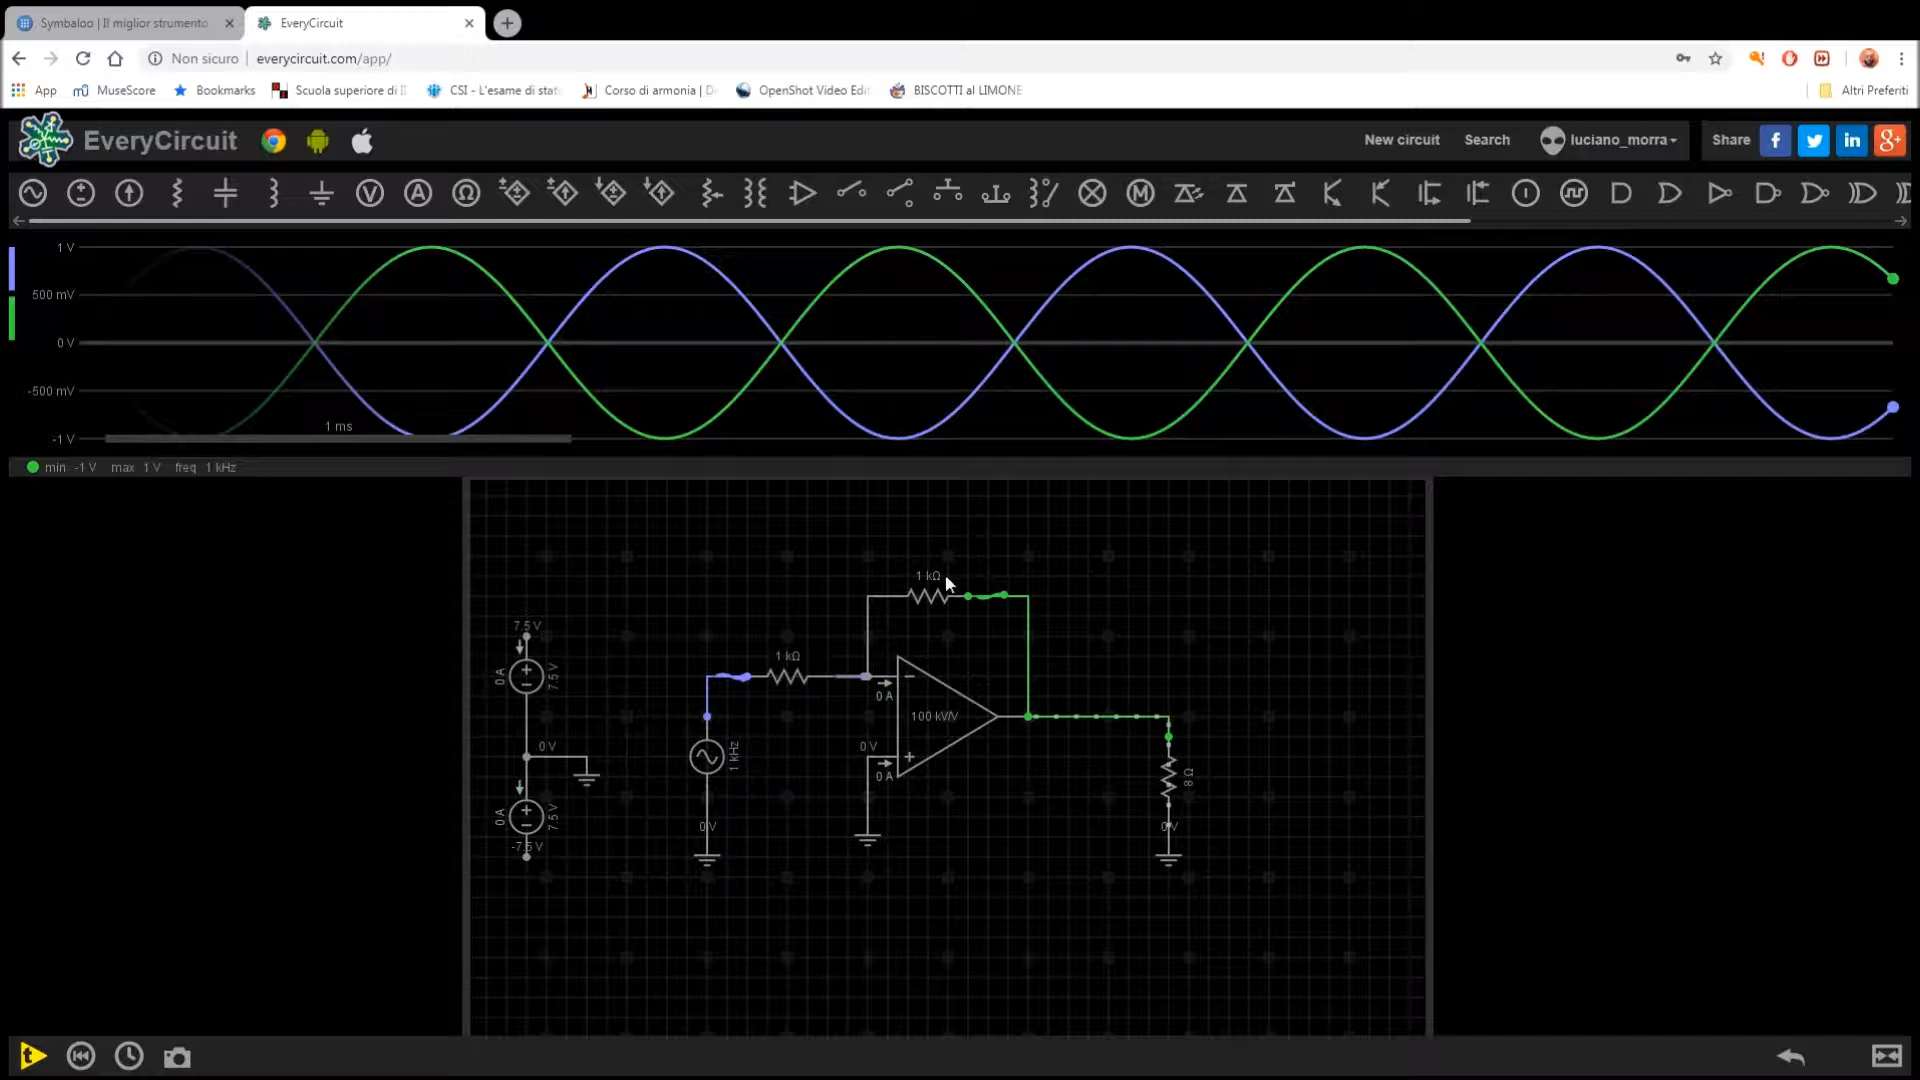 Symbaloo | Il miglior strumento
EveryCircuit
Non sicuro everycircuit.com/app/
App MuseScore Bookmarks Scuola superiore di CSI - L'esame di stat Corso di armonia | D OpenShot Video Edi BISCOTTI al LIMONE Altri Preferiti
EveryCircuit New circuit Search luciano_morra Share f in g+
V A Ω M
1 V
500 mV
0 V
-500 mV
1 ms
-1 V
min -1 V max 1 V freq 1 kHz
1 kΩ
7.5 V
1 kΩ
0 A 7.5 V
0 A
100 kV/V
0 V 0 V
1 kHz
0 A 8 Ω
0 A 7.5 V
0 V 0 V
-7.5 V
t